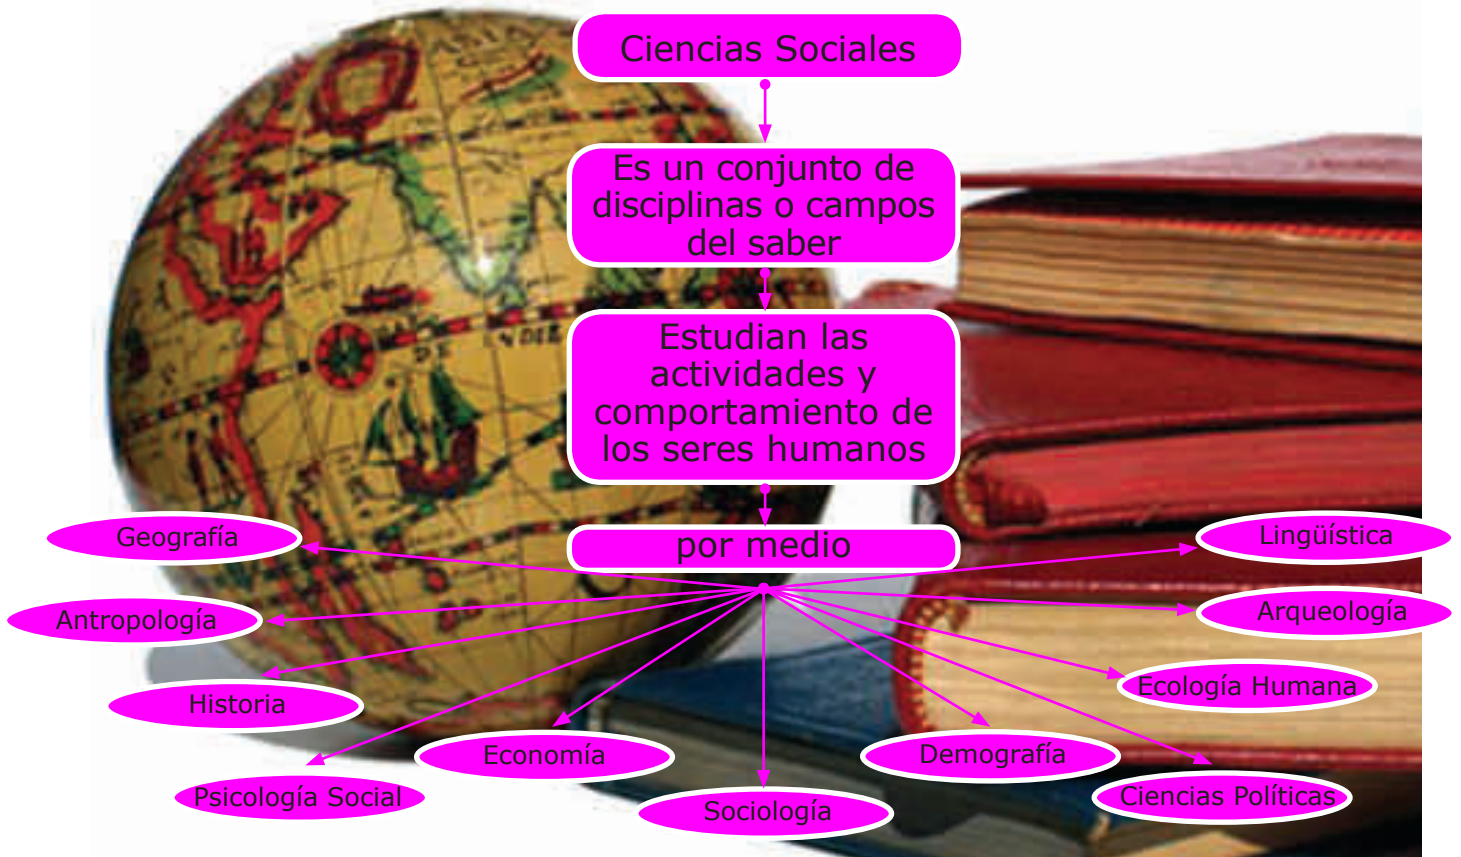 Ciencias Sociales
Es un conjunto de
disciplinas o campos
del saber
Estudian las
actividades y
comportamiento de
los seres humanos
por medio
Geografía
Lingüística
Antropología
Arqueología
Historia
Ecología Humana
Economía
Demografía
Psicología Social
Sociología
Ciencias Políticas
ASIA